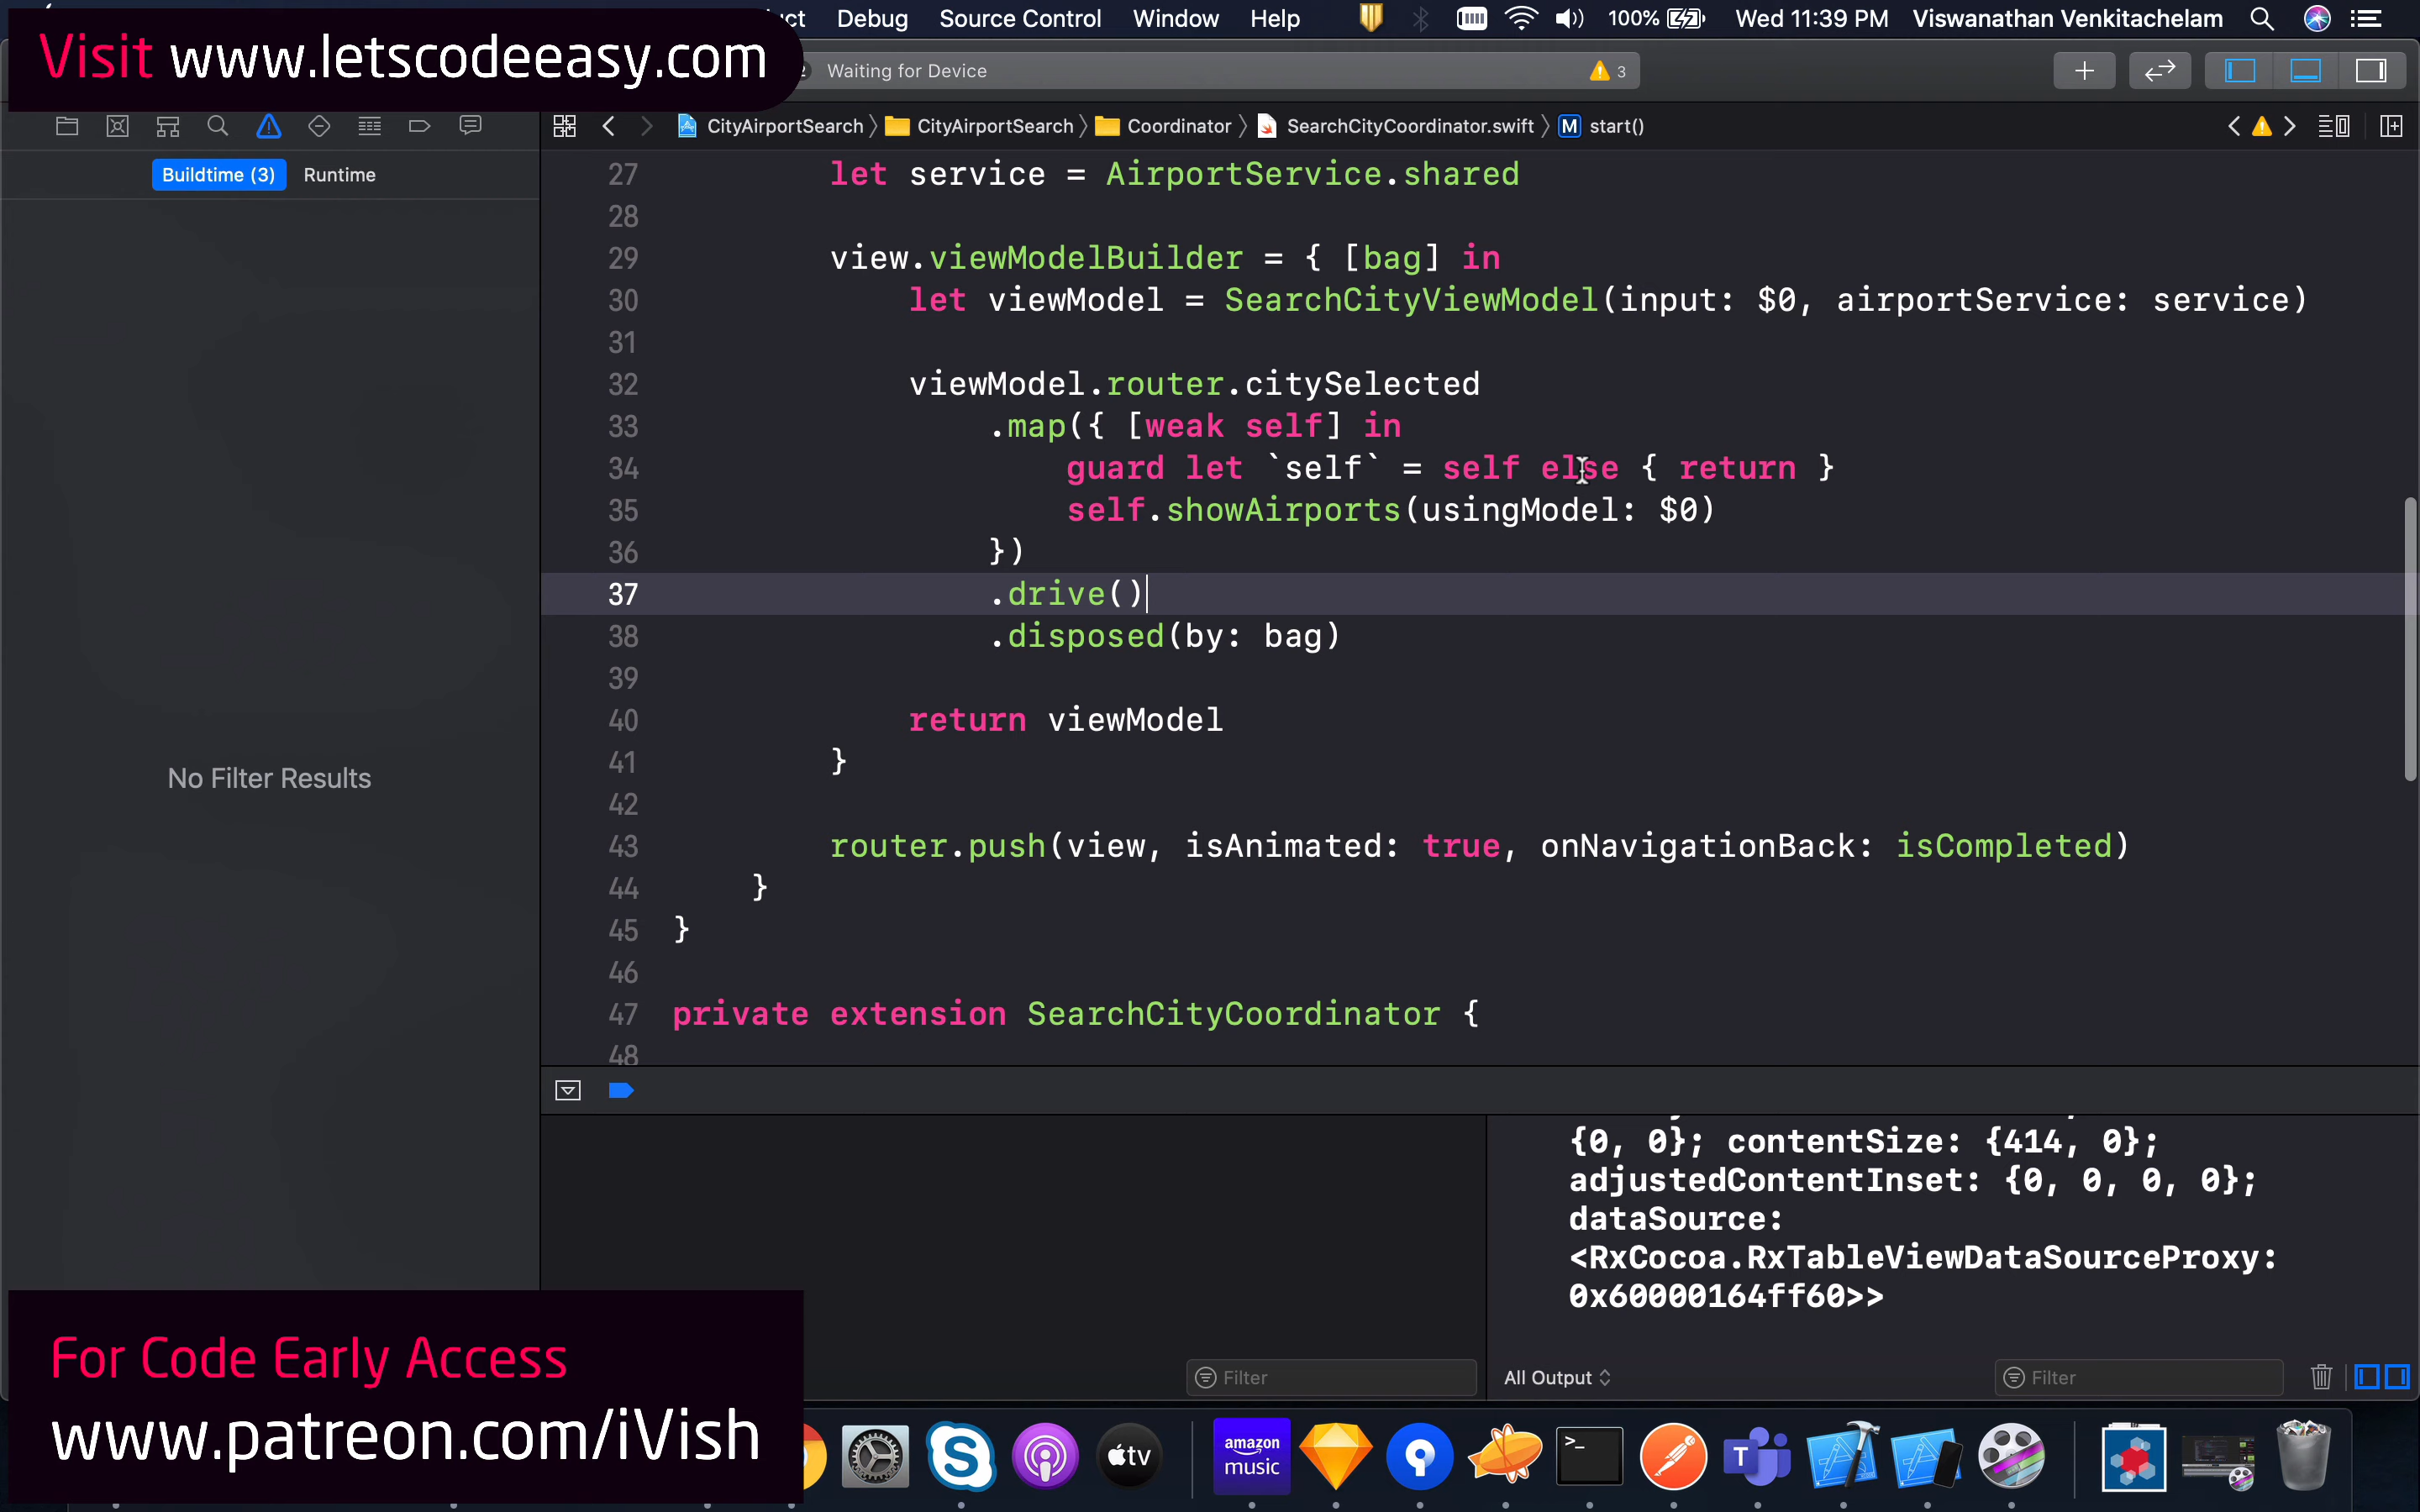 Visit www.letscodeeasy.com
Debug Source Control Window Help 100% Wed 11:39 PM Viswanathan Venkitachelam
Waiting for Device 3
CityAirportSearch CityAirportSearch Coordinator SearchCityCoordinator.swift M start()
Buildtime (3) Runtime
27 let service = AirportService.shared
28
29 view.viewModelBuilder = { [bag] in
30 let viewModel = SearchCityViewModel(input: $0, airportService: service)
31
32 viewModel.router.citySelected
33 .map({ [weak self] in
34 guard let `self` = self else { return }
35 self.showAirports(usingModel: $0)
36 })
37 .drive()
38 .disposed(by: bag)
39
40 return viewModel
41 }
42
43 router.push(view, isAnimated: true, onNavigationBack: isCompleted)
44 }
45 }
46
47 private extension SearchCityCoordinator {
48
No Filter Results
{0, 0}; contentSize: {414, 0};
adjustedContentInset: {0, 0, 0, 0};
dataSource:
<RxCocoa.RxTableViewDataSourceProxy:
0x60000164ff60>>
Filter All Output Filter
For Code Early Access
www.patreon.com/iVish
tv
amazon
music